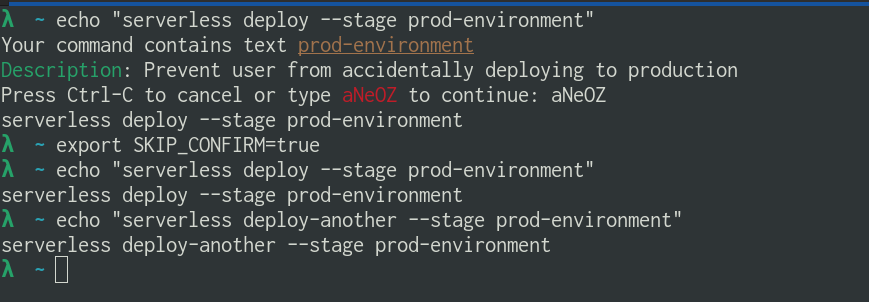 λ ~ echo "serverless deploy --stage prod-environment"
Your command contains text prod-environment
Description: Prevent user from accidentally deploying to production
Press Ctrl-C to cancel or type aNeOZ to continue: aNeOZ
serverless deploy --stage prod-environment
λ ~ export SKIP_CONFIRM=true
λ ~ echo "serverless deploy --stage prod-environment"
serverless deploy --stage prod-environment
λ ~ echo "serverless deploy-another --stage prod-environment"
serverless deploy-another --stage prod-environment
λ ~